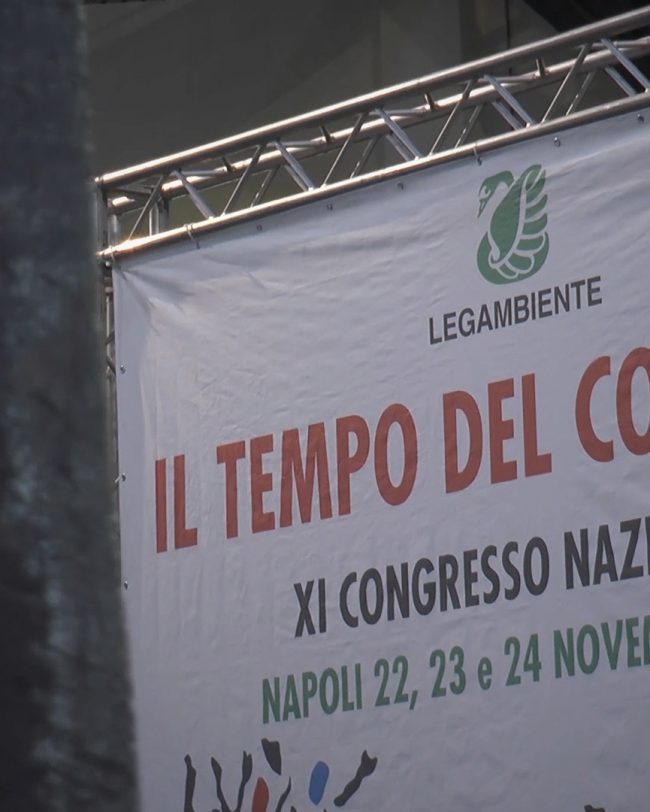 LEGAMBIENTE
IL TEMPO DEL CO
XI CONGRESSO NAZI
NAPOLI 22, 23 e 24 NOVE